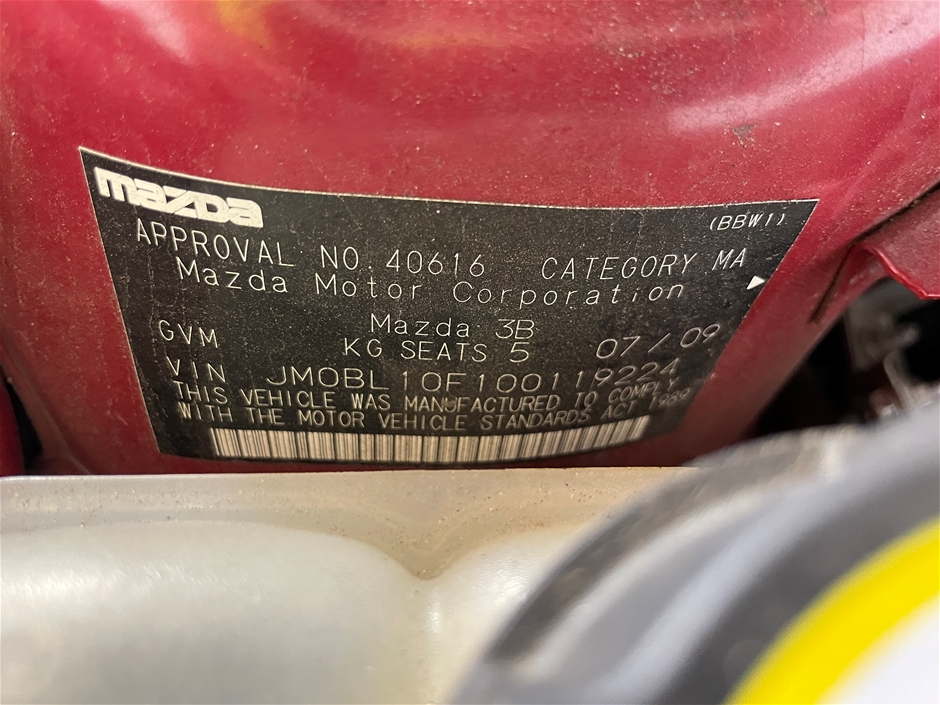 mazda
(BBW1)
APPROVAL NO. 40616 CATEGORY MA
Mazda Motor Corporation
Mazda 3B
GVM KG SEATS 5 07/09
VIN JM0BL10F100119224
THIS VEHICLE WAS MANUFACTURED TO COMPLY
WITH THE MOTOR VEHICLE STANDARDS ACT 1989